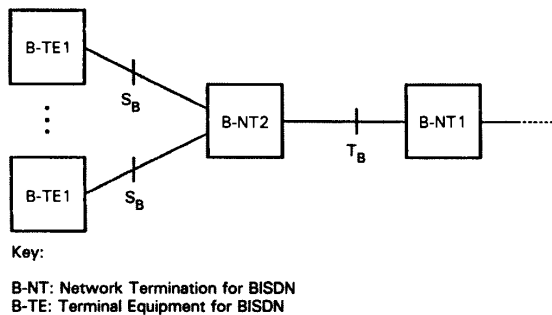 B-TE1
S_B
B-NT2
T_B
B-NT1
B-TE1
S_B
Key:
B-NT: Network Termination for BISDN
B-TE: Terminal Equipment for BISDN